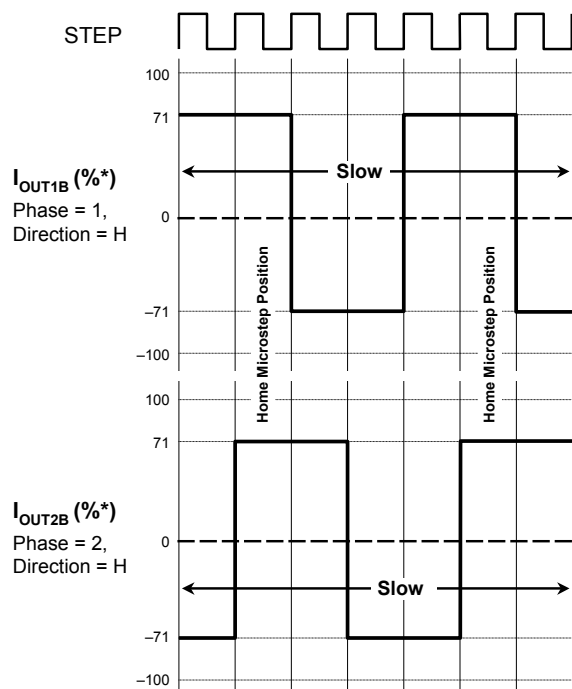 STEP
100
71
Slow
I_OUT1B (%*)
Phase = 1,
Direction = H
0
Home Microstep Position
Home Microstep Position
–71
–100
100
71
I_OUT2B (%*)
Phase = 2,
Direction = H
0
Slow
–71
–100